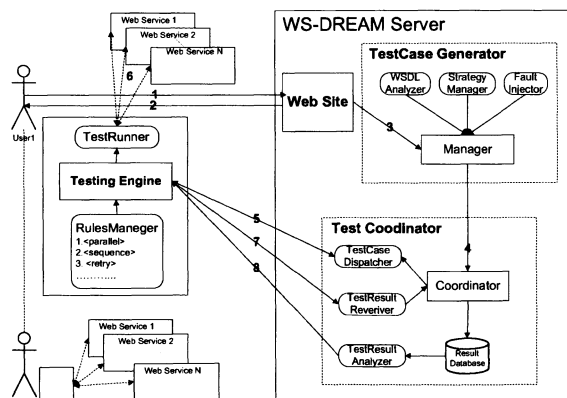 Web Service 1
Web Service 2
Web Service N
6
WS-DREAM Server
TestCase Generator
WSDL
Analyzer
Strategy
Manager
Fault
Injector
1
2
Web Site
3
Manager
User1
TestRunner
Testing Engine
RulesManeger
1.<parallel>
2.<sequence>
3. <retry>
............
5
7
8
4
Test Coodinator
TestCase
Dispatcher
Coordinator
TestResult
Reveriver
TestResult
Analyzer
Result
Database
Web Service 1
Web Service 2
Web Service N